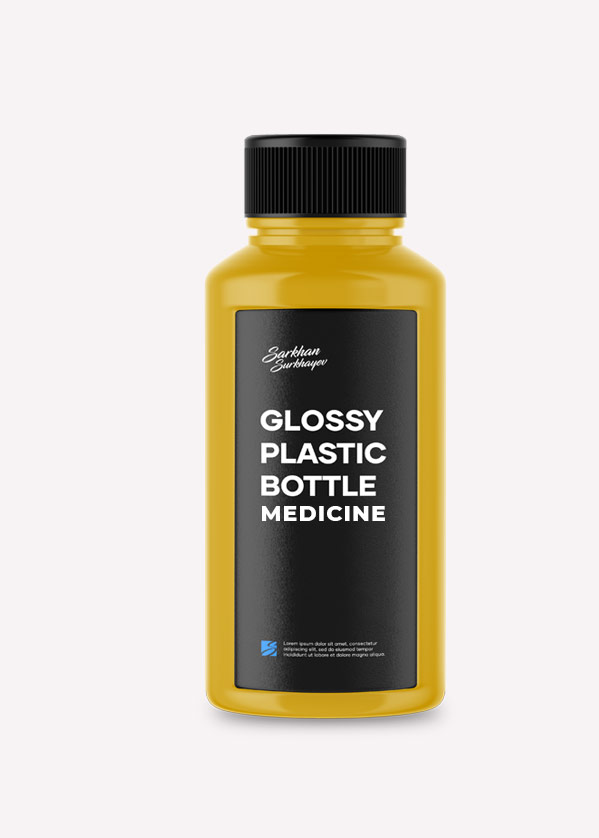 Sarkhan
Surkhayov
GLOSSY
PLASTIC
BOTTLE
MEDICINE
Lorem ipsum dolor sit amet, consectetur
adipiscing elit, sed do eiusmod tempor
incididunt ut labore et dolore magna aliqua.